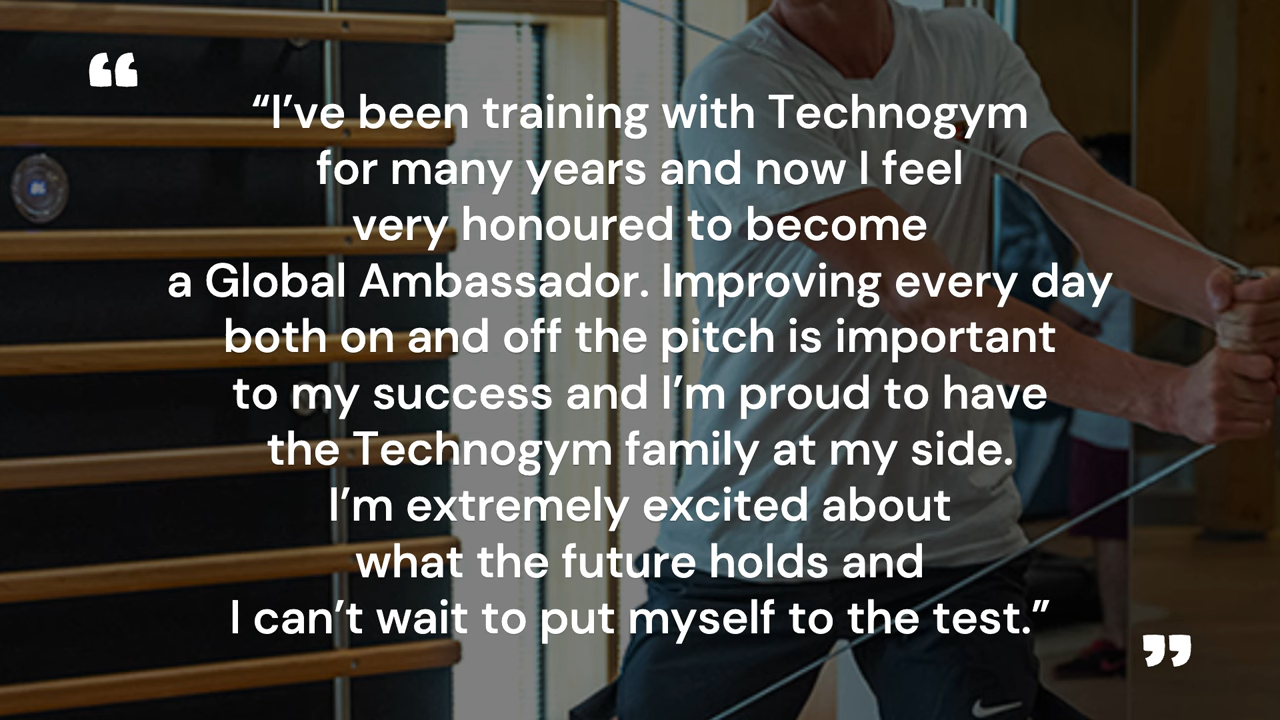 “I’ve been training with Technogym
for many years and now I feel
very honoured to become
a Global Ambassador. Improving every day
both on and off the pitch is important
to my success and I’m proud to have
the Technogym family at my side.
I’m extremely excited about
what the future holds and
I can’t wait to put myself to the test.”